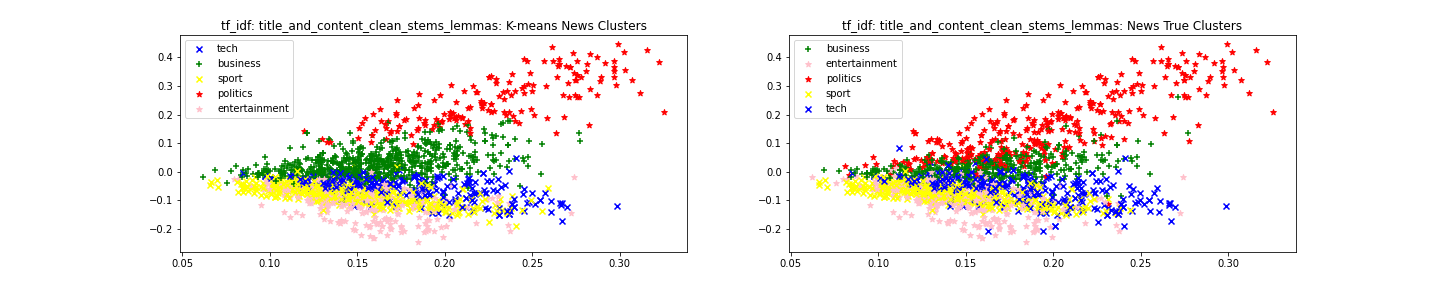 tf_idf: title_and_content_clean_stems_lemmas: K-means News Clusters
tech
business
sport
politics
entertainment
0.4
0.3
0.2
0.1
0.0
−0.1
−0.2
0.05 0.10 0.15 0.20 0.25 0.30
tf_idf: title_and_content_clean_stems_lemmas: News True Clusters
business
entertainment
politics
sport
tech
0.4
0.3
0.2
0.1
0.0
−0.1
−0.2
0.05 0.10 0.15 0.20 0.25 0.30